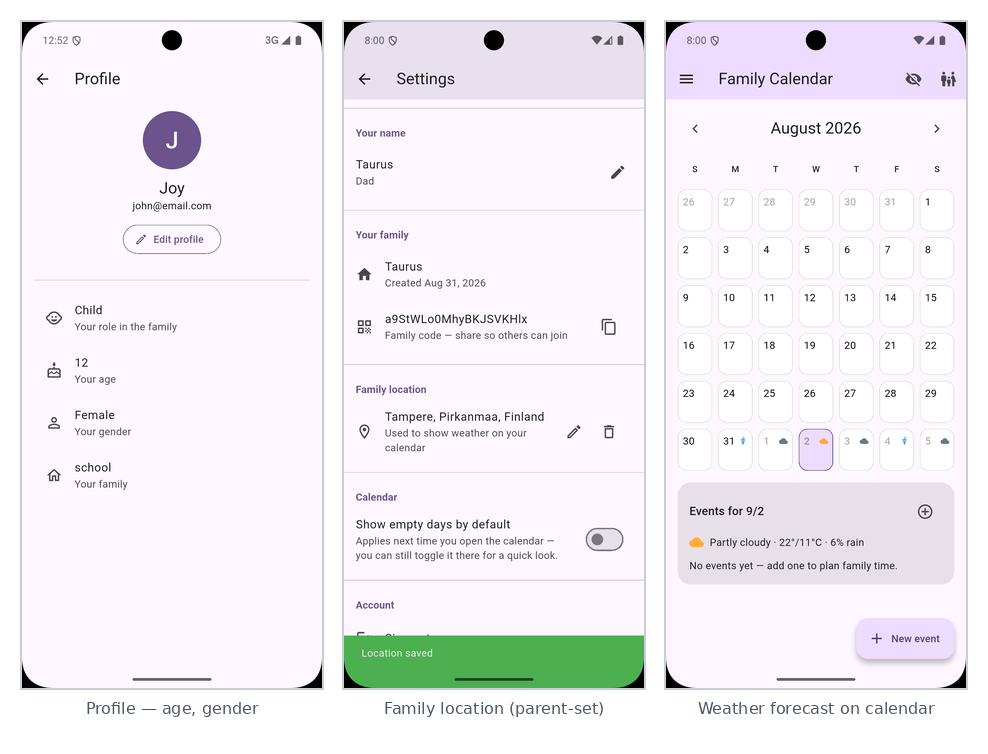 12:52
3G
Profile
J
Joy
john@email.com
Edit profile
Child
Your role in the family
12
Your age
Female
Your gender
school
Your family
Profile — age, gender
8:00
Settings
Your name
Taurus
Dad
Your family
Taurus
Created Aug 31, 2026
a9StWLo0MhyBKJSVKHIx
Family code — share so others can join
Family location
Tampere, Pirkanmaa, Finland
Used to show weather on your
calendar
Calendar
Show empty days by default
Applies next time you open the calendar —
you can still toggle it there for a quick look.
Account
Location saved
Family location (parent-set)
8:00
Family Calendar
August 2026
S M T W T F S
26 27 28 29 30 31 1
2 3 4 5 6 7 8
9 10 11 12 13 14 15
16 17 18 19 20 21 22
23 24 25 26 27 28 29
30 31 1 2 3 4 5
Events for 9/2
Partly cloudy · 22°/11°C · 6% rain
No events yet — add one to plan family time.
New event
Weather forecast on calendar